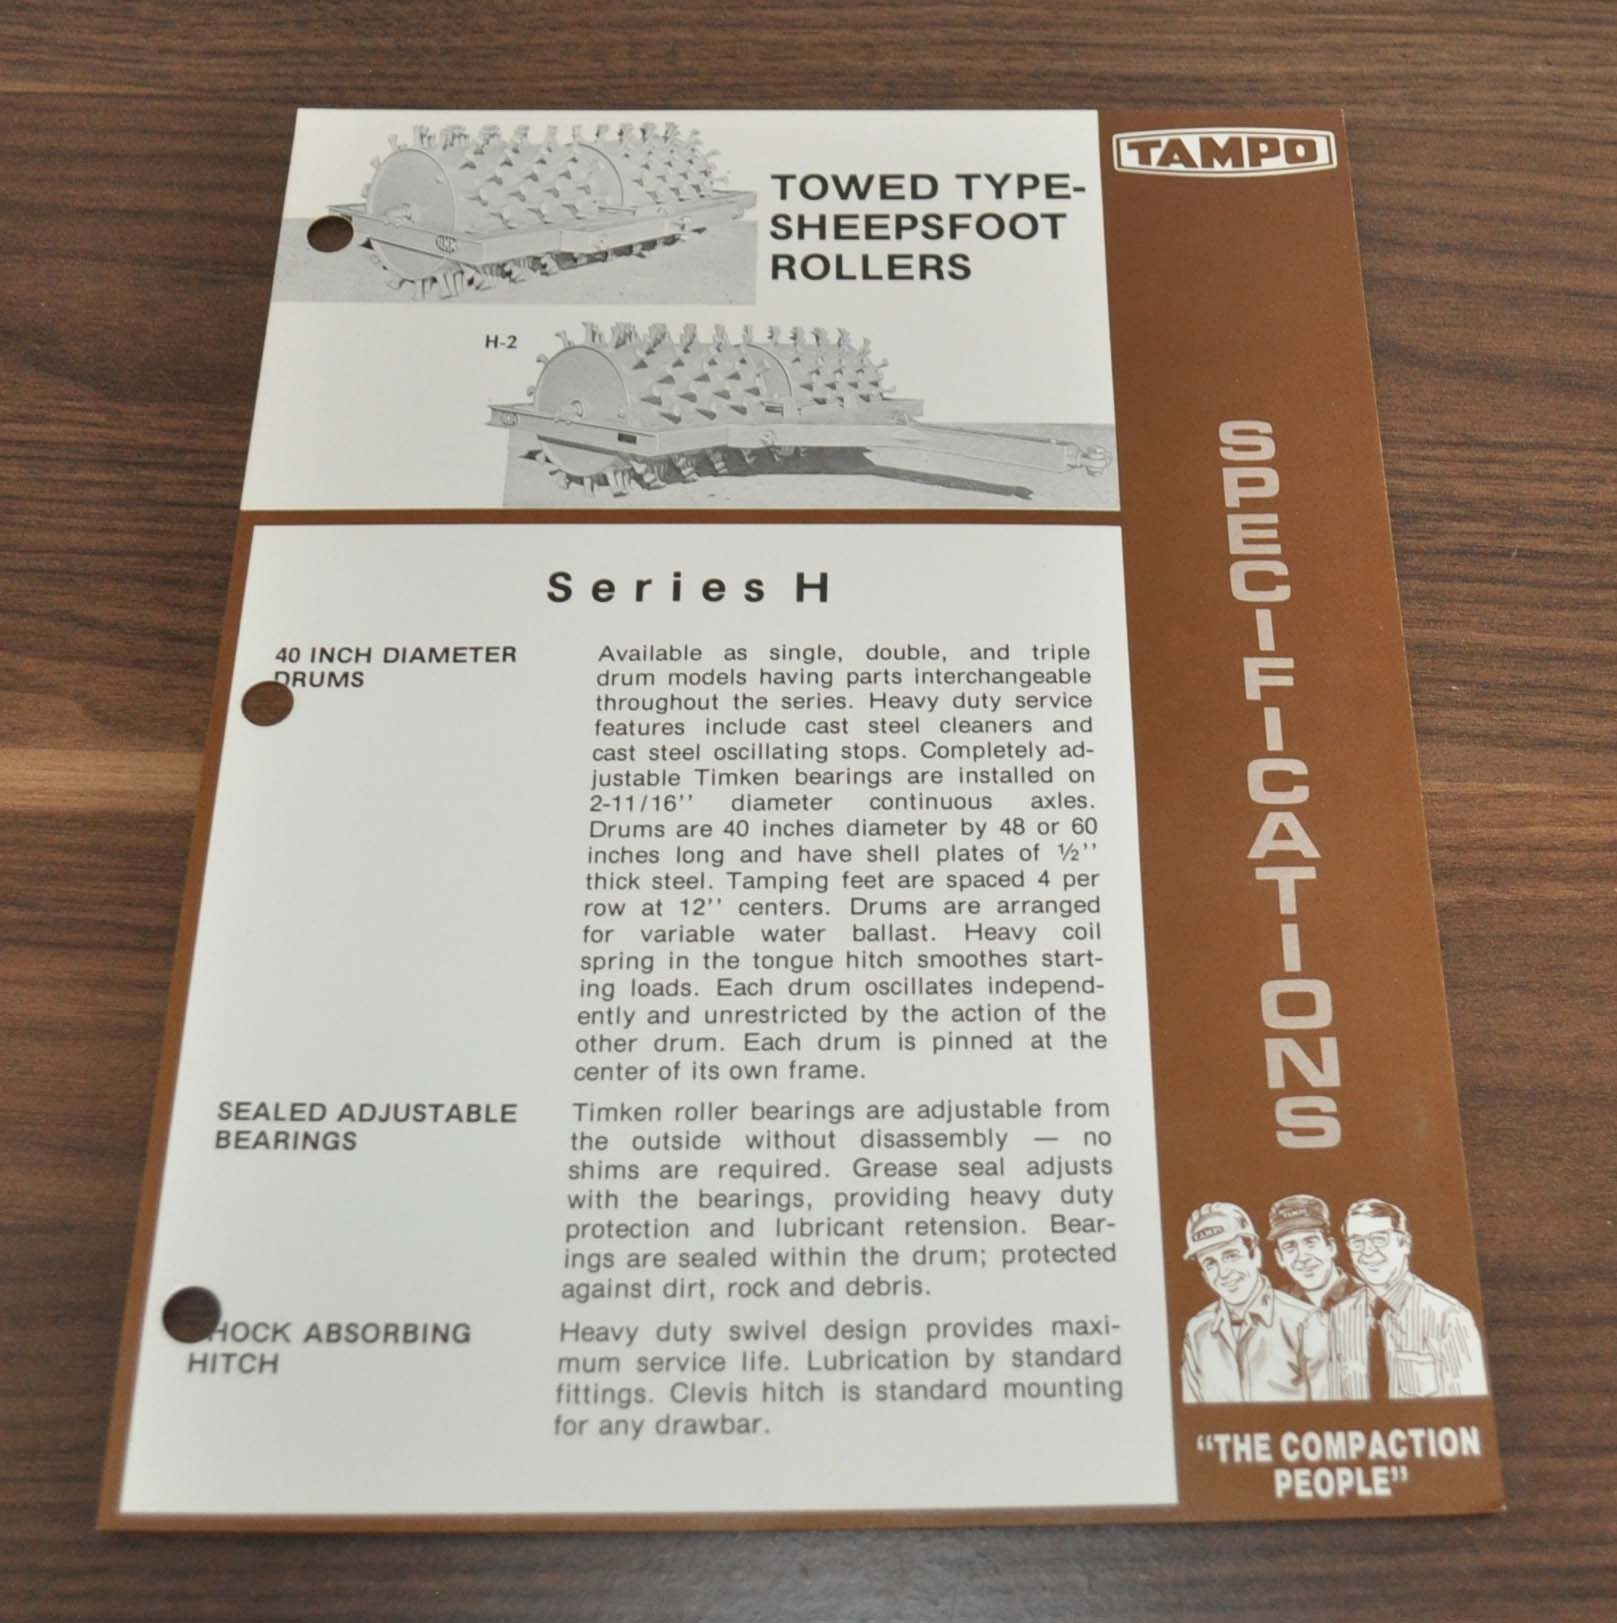 TAMPO
TOWED TYPE-
SHEEPSFOOT
ROLLERS
H-2
SPECIFICATIONS
Series H
40 INCH DIAMETER
DRUMS
Available as single, double, and triple
drum models having parts interchangeable
throughout the series. Heavy duty service
features include cast steel cleaners and
cast steel oscillating stops. Completely ad-
justable Timken bearings are installed on
2-11/16’’ diameter continuous axles.
Drums are 40 inches diameter by 48 or 60
inches long and have shell plates of ½’’
thick steel. Tamping feet are spaced 4 per
row at 12’’ centers. Drums are arranged
for variable water ballast. Heavy coil
spring in the tongue hitch smoothes start-
ing loads. Each drum oscillates independ-
ently and unrestricted by the action of the
other drum. Each drum is pinned at the
center of its own frame.
SEALED ADJUSTABLE
BEARINGS
Timken roller bearings are adjustable from
the outside without disassembly — no
shims are required. Grease seal adjusts
with the bearings, providing heavy duty
protection and lubricant retension. Bear-
ings are sealed within the drum; protected
against dirt, rock and debris.
HOCK ABSORBING
HITCH
Heavy duty swivel design provides maxi-
mum service life. Lubrication by standard
fittings. Clevis hitch is standard mounting
for any drawbar.
TAMPO
TAMPO
“THE COMPACTION
PEOPLE”